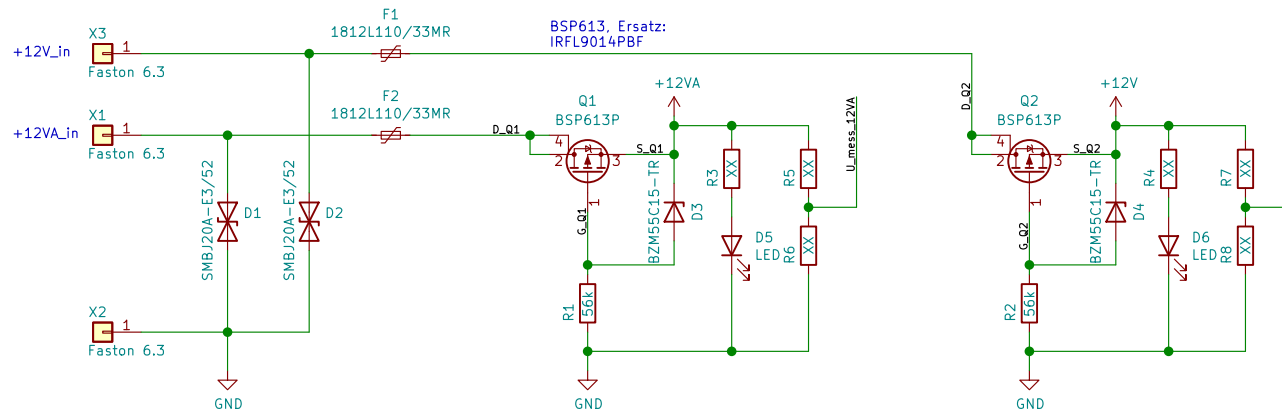 X3
1
+12V_in
Faston 6.3
F1
1812L110/33MR
BSP613, Ersatz:
IRFL9014PBF
X1
1
+12VA_in
Faston 6.3
F2
1812L110/33MR
D_Q1
Q1
BSP613P
4
2
3
1
S_Q1
G_Q1
+12VA
BZM55C15-TR
D3
R3
XX
D5
LED
R5
XX
R6
XX
U_mess_12VA
R1
56k
GND
D_Q2
Q2
BSP613P
4
2
3
1
S_Q2
G_Q2
+12V
BZM55C15-TR
D4
R4
XX
D6
LED
R7
XX
R8
XX
R2
56k
GND
SMBJ20A-E3/52
D1
SMBJ20A-E3/52
D2
X2
1
Faston 6.3
GND